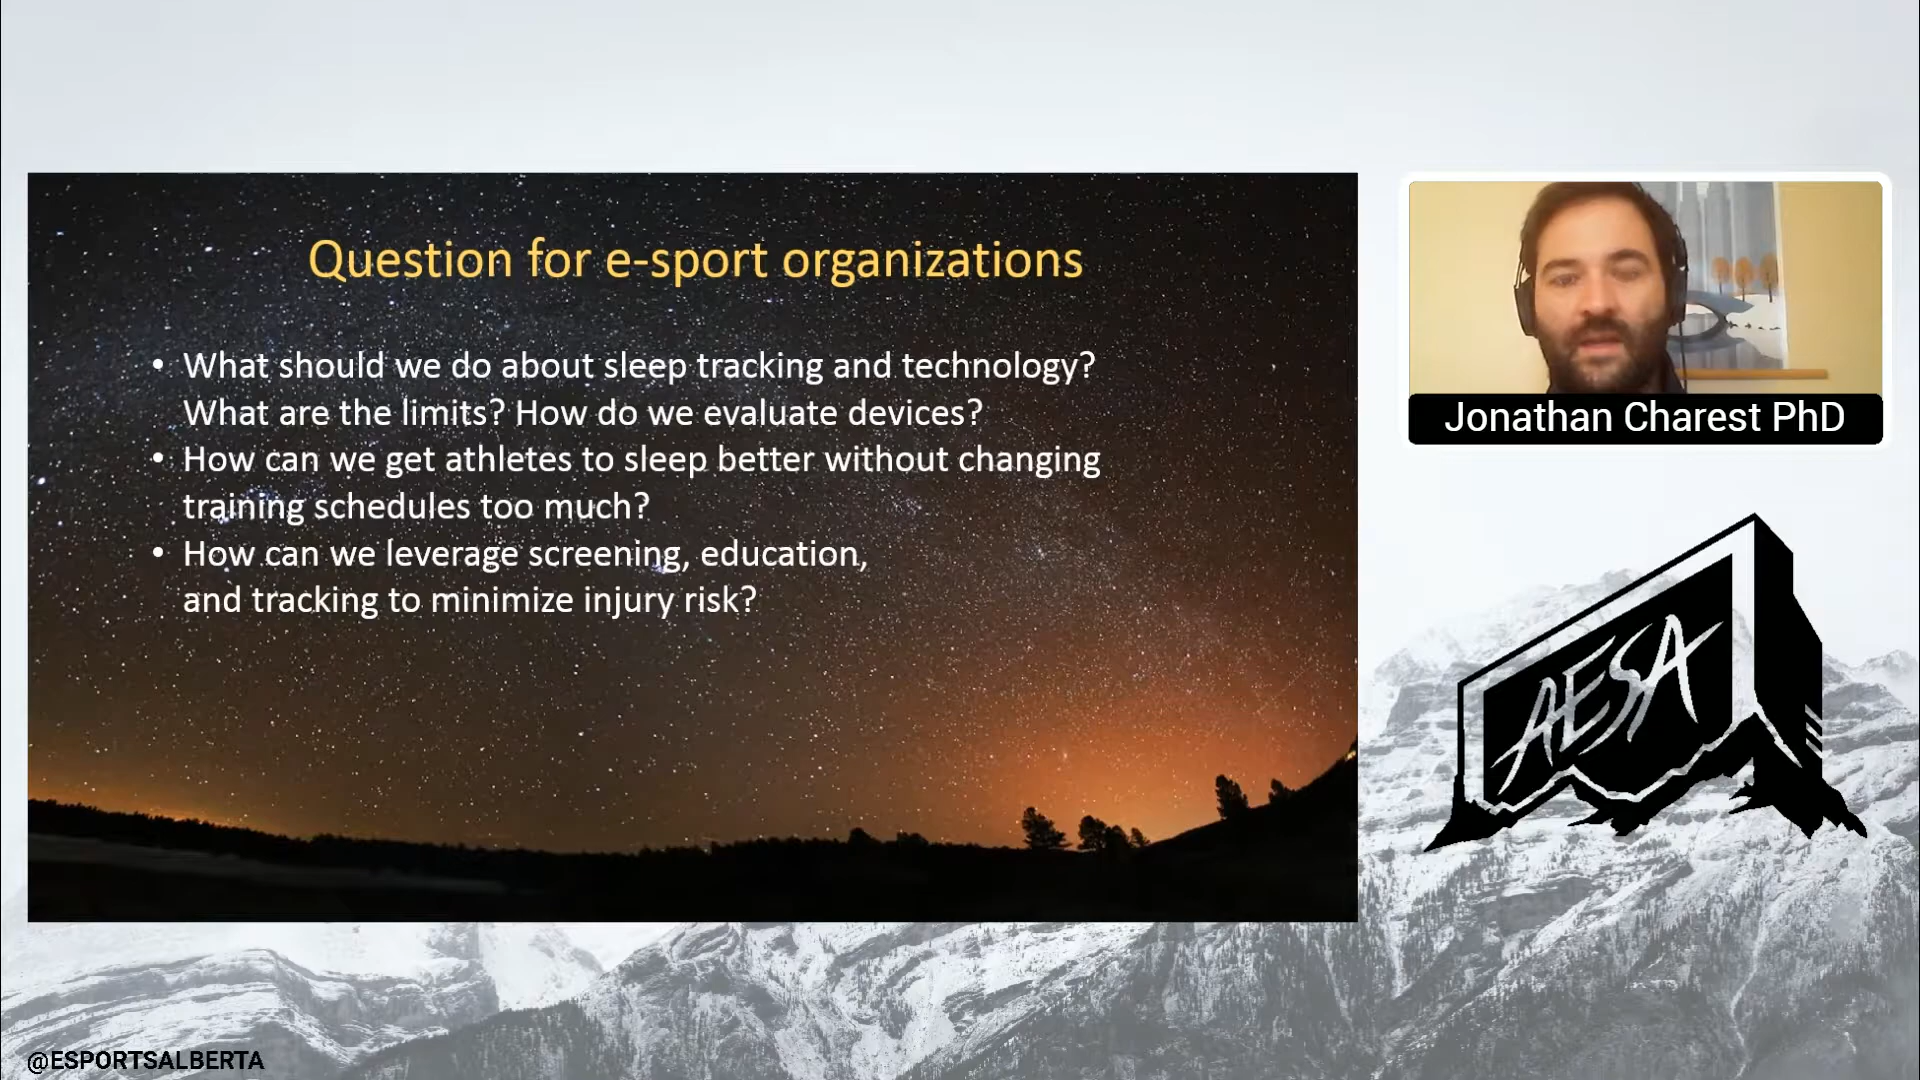 Question for e-sport organizations
• What should we do about sleep tracking and technology?
What are the limits? How do we evaluate devices?
• How can we get athletes to sleep better without changing
training schedules too much?
• How can we leverage screening, education,
and tracking to minimize injury risk?
Jonathan Charest PhD
AESA
@ESPORTSALBERTA